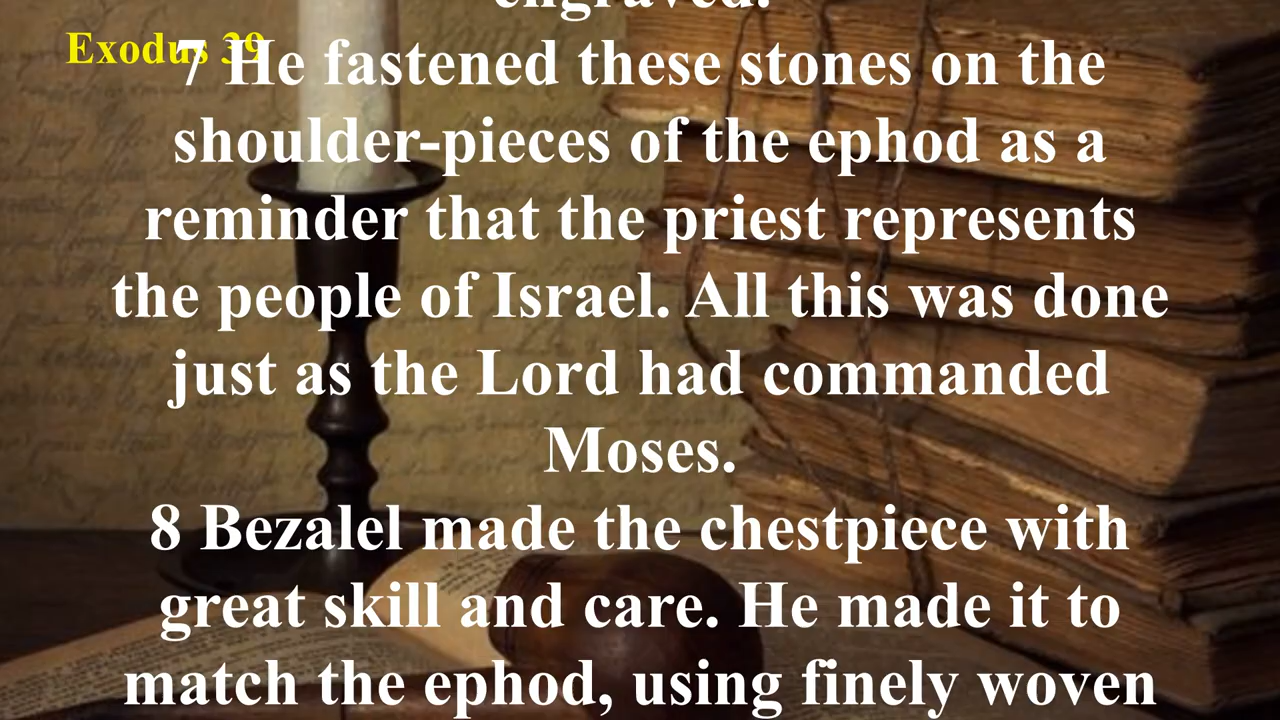 engraved.
Exodus 39
7 He fastened these stones on the
shoulder-pieces of the ephod as a
reminder that the priest represents
the people of Israel. All this was done
just as the Lord had commanded
Moses.
8 Bezalel made the chestpiece with
great skill and care. He made it to
match the ephod, using finely woven